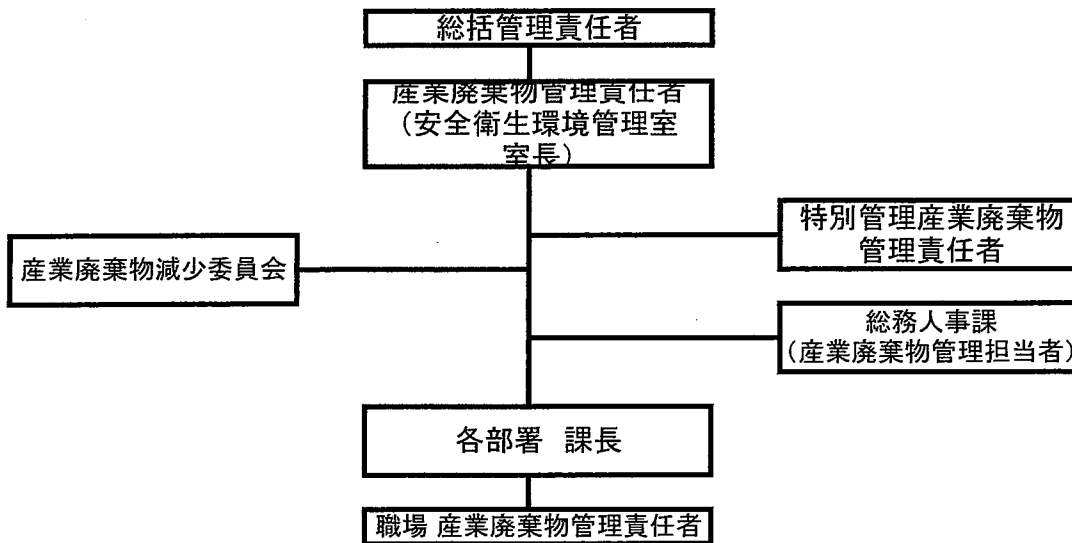 総括管理責任者
産業廃棄物管理責任者
(安全衛生環境管理室
室長)
特別管理産業廃棄物
管理責任者
産業廃棄物減少委員会
総務人事課
(産業廃棄物管理担当者)
各部署 課長
職場 産業廃棄物管理責任者